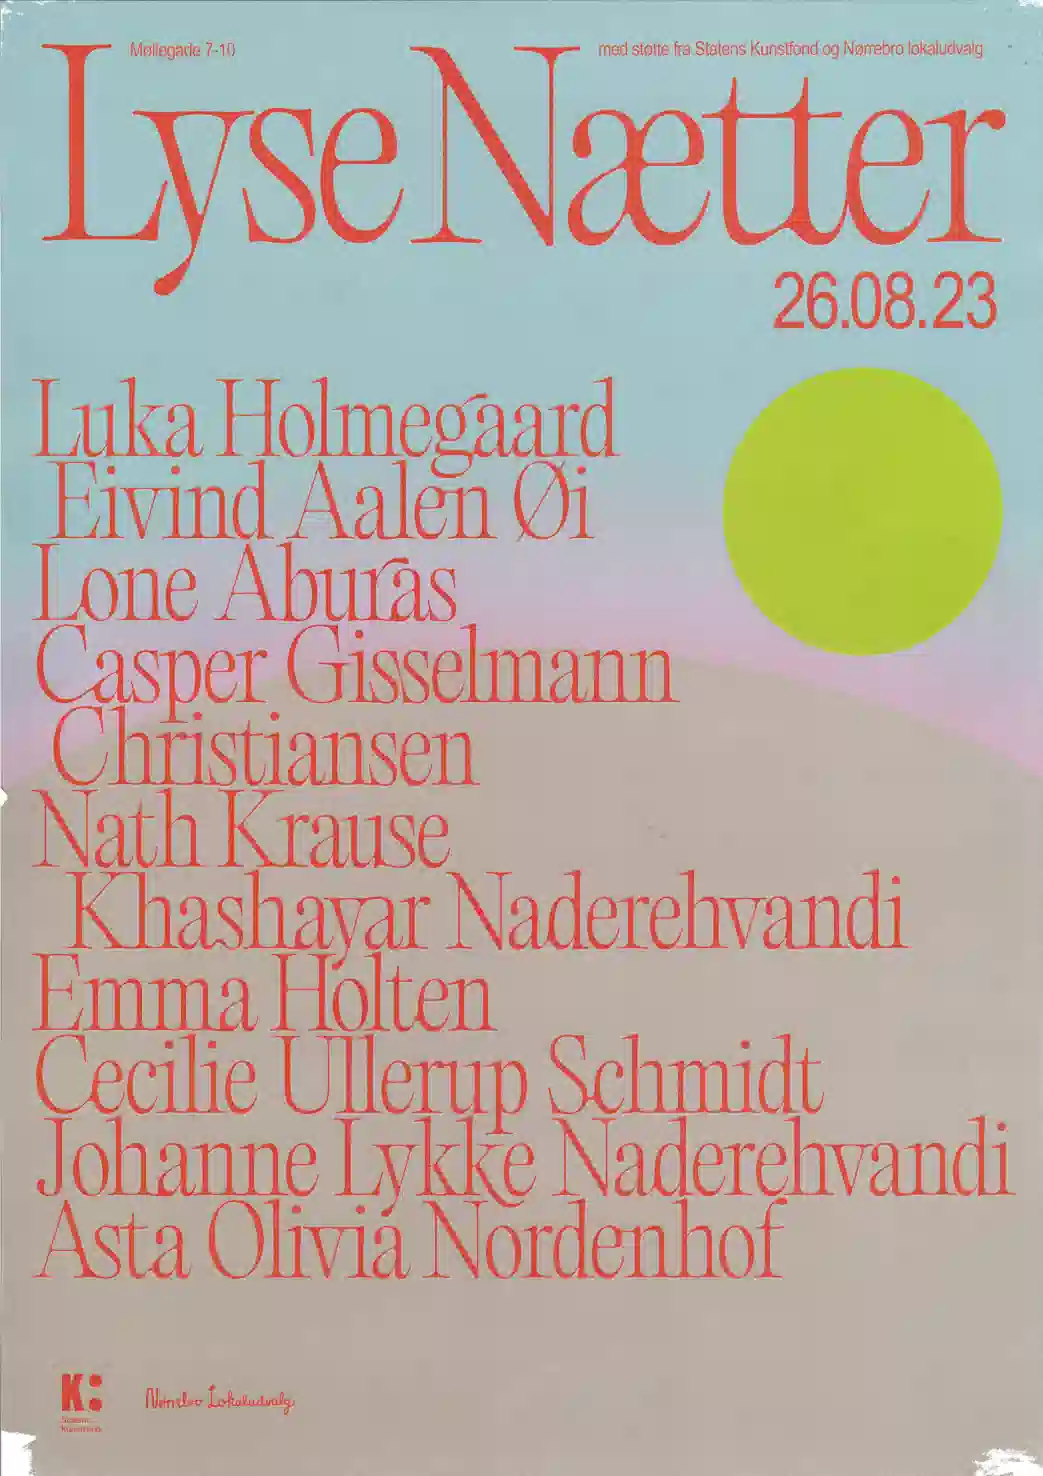 Møllegade 7-10
med støtte fra Statens Kunstfond og Nørrebro lokaludvalg
Lyse Nætter
26.08.23
Luka Holmegaard
Eivind Aalen Øi
Lone Aburas
Casper Gisselmann
Christiansen
Nath Krause
Khashayar Naderehvandi
Emma Holten
Cecilie Ullerup Schmidt
Johanne Lykke Naderehvandi
Asta Olivia Nordenhof
K:
Statens
Kunstfond
Nørrebro Lokaludvalg